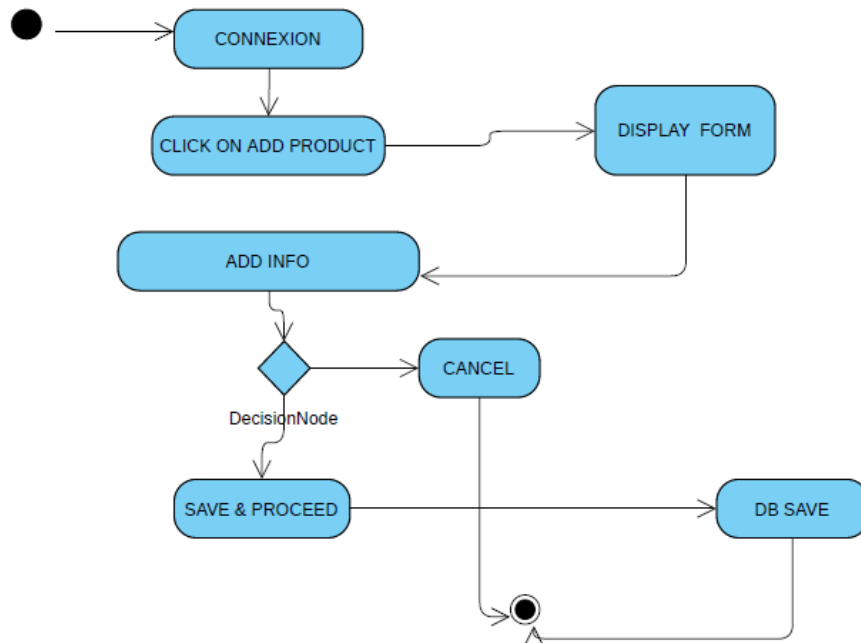 CONNEXION
CLICK ON ADD PRODUCT
DISPLAY FORM
ADD INFO
CANCEL
DecisionNode
SAVE & PROCEED
DB SAVE